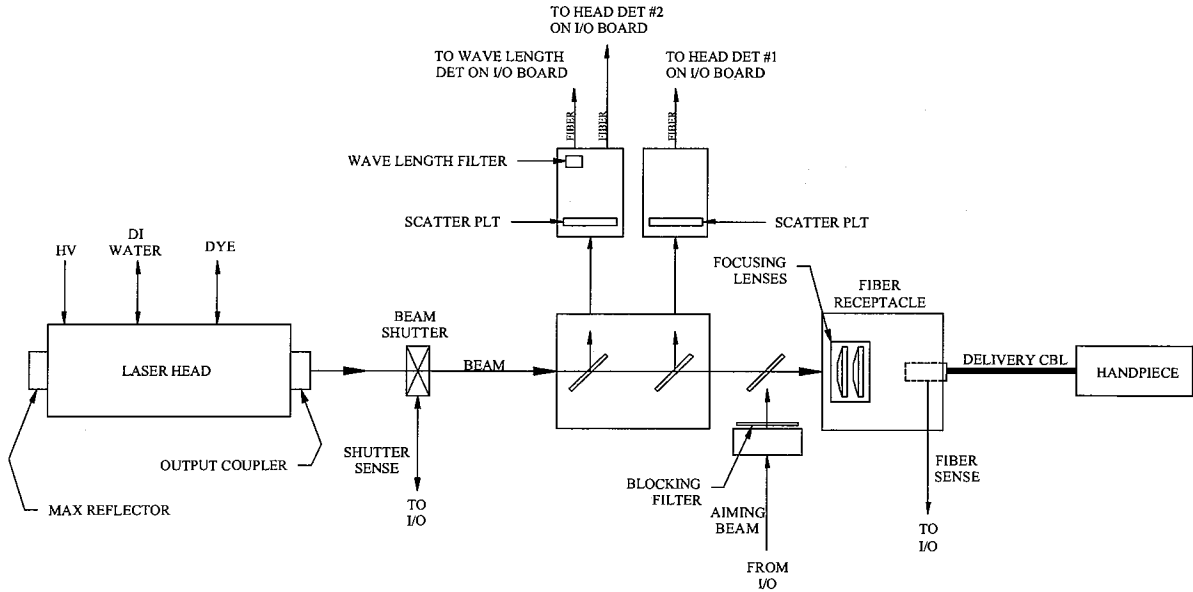 TO HEAD DET #2
ON I/O BOARD
TO WAVE LENGTH
DET ON I/O BOARD
TO HEAD DET #1
ON I/O BOARD
FIBER
FIBER
FIBER
WAVE LENGTH FILTER
SCATTER PLT
SCATTER PLT
HV
DI
WATER
DYE
FOCUSING
LENSES
FIBER
RECEPTACLE
BEAM
SHUTTER
LASER HEAD
BEAM
DELIVERY CBL
HANDPIECE
OUTPUT COUPLER
SHUTTER
SENSE
MAX REFLECTOR
TO
I/O
BLOCKING
FILTER
AIMING
BEAM
FROM
I/O
FIBER
SENSE
TO
I/O